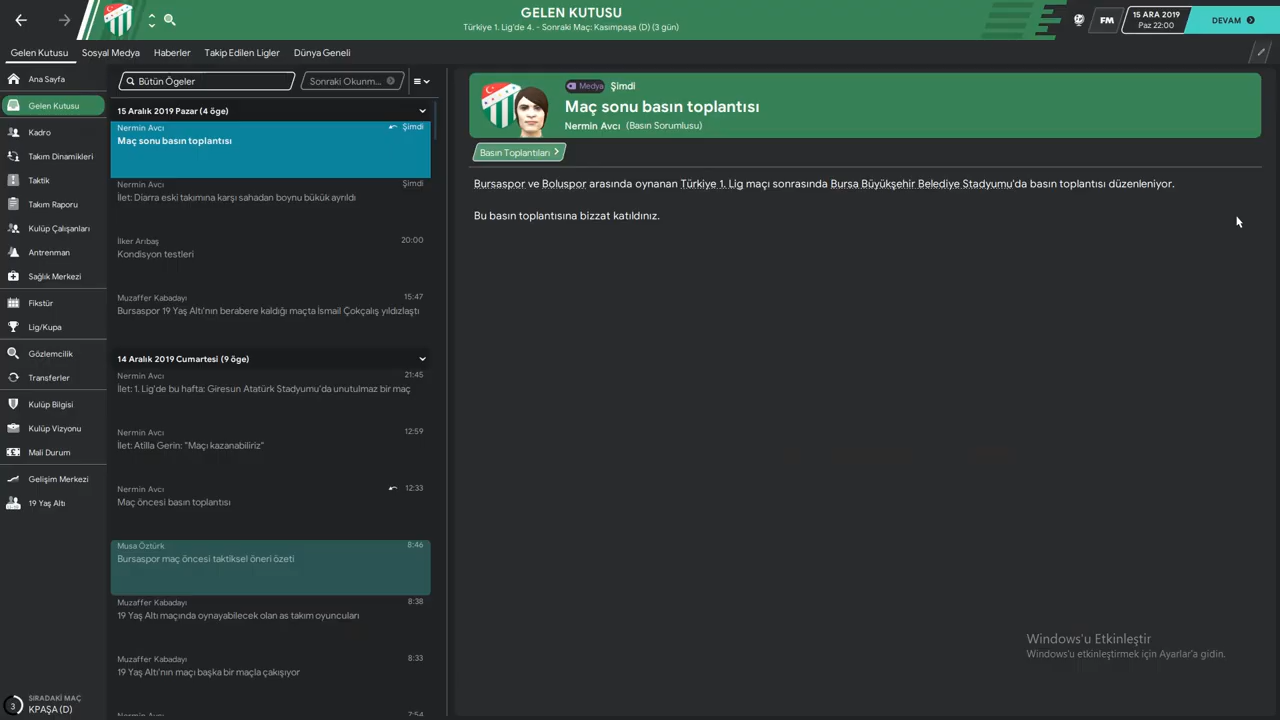 GELEN KUTUSU
Türkiye 1. Lig'de 4. - Sonraki Maç: Kasımpaşa (D) (3 gün)
FM
15 ARA 2019
Paz 22:00
DEVAM
Gelen Kutusu
Sosyal Medya
Haberler
Takip Edilen Ligler
Dünya Geneli
Ana Sayfa
Gelen Kutusu
Kadro
Takım Dinamikleri
Taktik
Takım Raporu
Kulüp Çalışanları
Antrenman
Sağlık Merkezi
Fikstür
Lig/Kupa
Gözlemcilik
Transferler
Kulüp Bilgisi
Kulüp Vizyonu
Mali Durum
Gelişim Merkezi
19 Yaş Altı
3
SIRADAKİ MAÇ
KPAŞA (D)
Bütün Ögeler
Sonraki Okunm...
15 Aralık 2019 Pazar (4 öge)
Nermin Avcı
Şimdi
Maç sonu basın toplantısı
Nermin Avcı
Şimdi
İlet: Diarra eski takımına karşı sahadan boynu bükük ayrıldı
İlker Arıbaş
20:00
Kondisyon testleri
Muzaffer Kabadayı
15:47
Bursaspor 19 Yaş Altı'nın berabere kaldığı maçta İsmail Çokçalış yıldızlaştı
14 Aralık 2019 Cumartesi (9 öge)
Nermin Avcı
21:45
İlet: 1. Lig'de bu hafta: Giresun Atatürk Stadyumu'da unutulmaz bir maç
Nermin Avcı
12:59
İlet: Atilla Gerin: "Maçı kazanabiliriz"
Nermin Avcı
12:33
Maç öncesi basın toplantısı
Musa Öztürk
8:46
Bursaspor maç öncesi taktiksel öneri özeti
Muzaffer Kabadayı
8:38
19 Yaş Altı maçında oynayabilecek olan as takım oyuncuları
Muzaffer Kabadayı
8:33
19 Yaş Altı'nın maçı başka bir maçla çakışıyor
Nermin Avcı
7:54
Medya
Şimdi
Maç sonu basın toplantısı
Nermin Avcı (Basın Sorumlusu)
Basın Toplantıları
Bursaspor ve Boluspor arasında oynanan Türkiye 1. Lig maçı sonrasında Bursa Büyükşehir Belediye Stadyumu'da basın toplantısı düzenleniyor.
Bu basın toplantısına bizzat katıldınız.
Windows'u Etkinleştir
Windows'u etkinleştirmek için Ayarlar'a gidin.